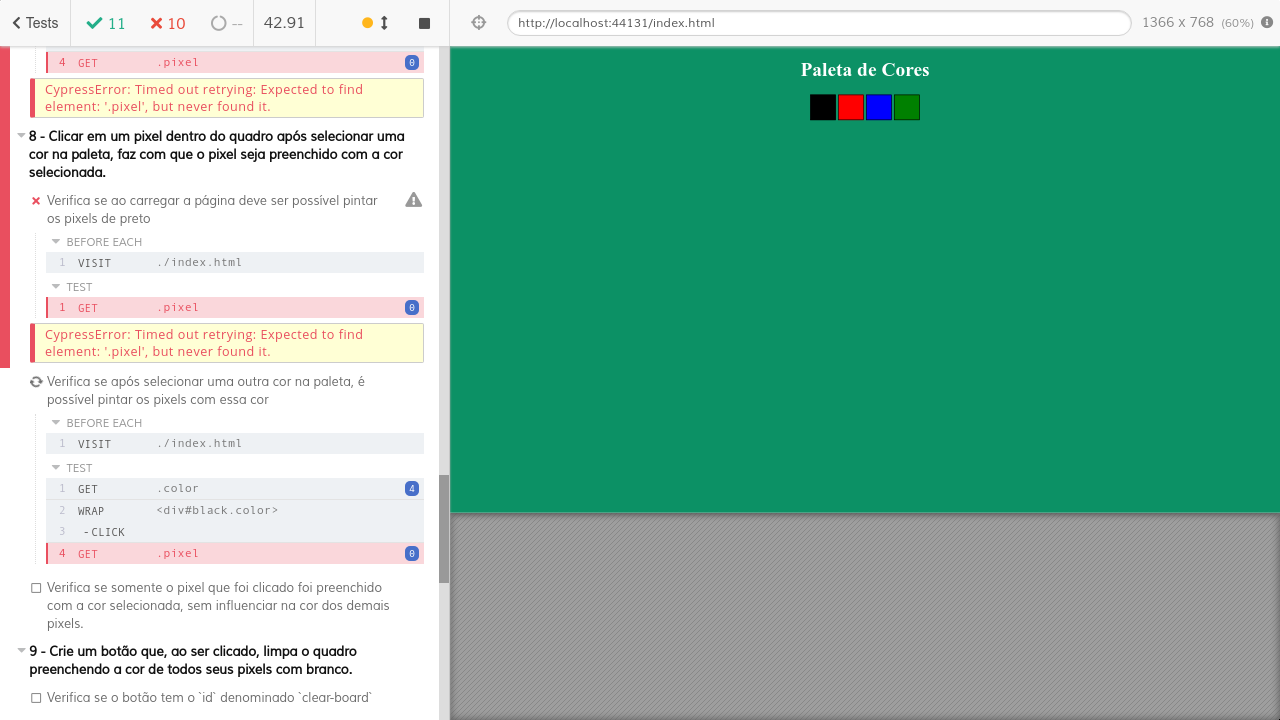 Tests 11 10 -- 42.91
http://localhost:44131/index.html
1366 x 768 (60%)
4 GET .pixel 0
CypressError: Timed out retrying: Expected to find
element: '.pixel', but never found it.
8 - Clicar em um pixel dentro do quadro após selecionar uma
cor na paleta, faz com que o pixel seja preenchido com a cor
selecionada.
Verifica se ao carregar a página deve ser possível pintar
os pixels de preto
BEFORE EACH
1 VISIT ./index.html
TEST
1 GET .pixel 0
CypressError: Timed out retrying: Expected to find
element: '.pixel', but never found it.
Verifica se após selecionar uma outra cor na paleta, é
possível pintar os pixels com essa cor
BEFORE EACH
1 VISIT ./index.html
TEST
1 GET .color 4
2 WRAP <div#black.color>
3 - CLICK
4 GET .pixel 0
Verifica se somente o pixel que foi clicado foi preenchido
com a cor selecionada, sem influenciar na cor dos demais
pixels.
9 - Crie um botão que, ao ser clicado, limpa o quadro
preenchendo a cor de todos seus pixels com branco.
Verifica se o botão tem o `id` denominado `clear-board`
Paleta de Cores